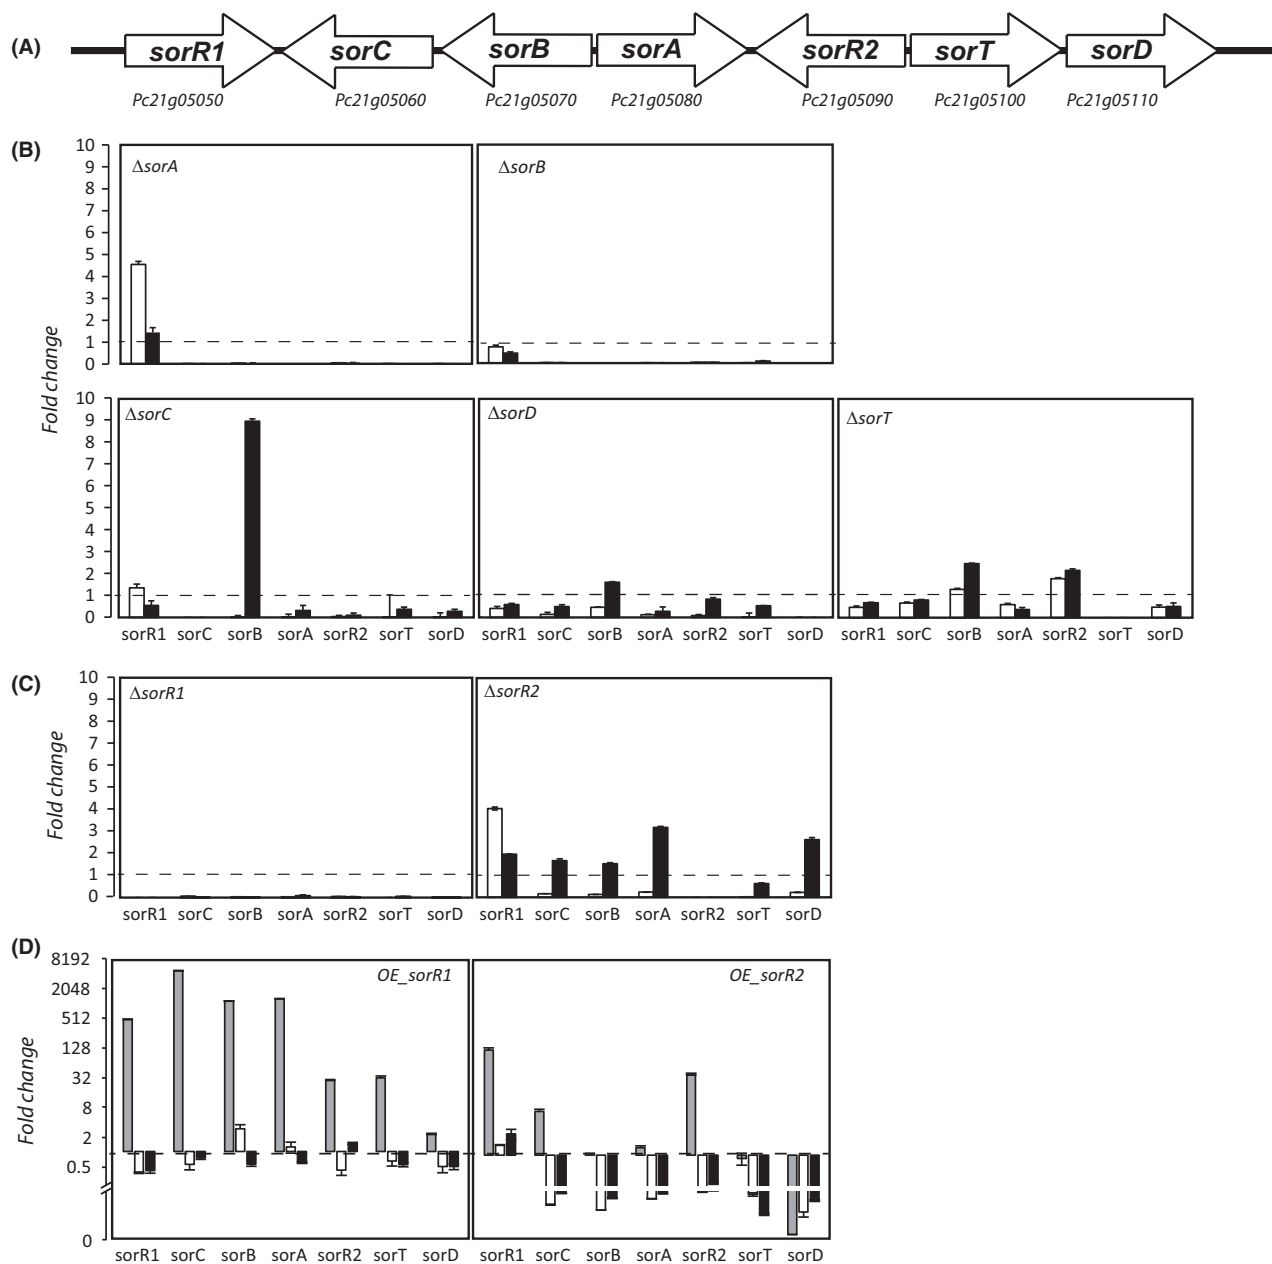 (A)
sorR1 sorC sorB sorA sorR2 sorT sorD
Pc21g05050 Pc21g05060 Pc21g05070 Pc21g05080 Pc21g05090 Pc21g05100 Pc21g05110
(B)
Fold change
10
9
8
7
6
5
4
3
2
1
0
ΔsorA
ΔsorB
10
9
8
7
6
5
4
3
2
1
0
ΔsorC
ΔsorD
ΔsorT
sorR1 sorC sorB sorA sorR2 sorT sorD
sorR1 sorC sorB sorA sorR2 sorT sorD
sorR1 sorC sorB sorA sorR2 sorT sorD
(C)
Fold change
10
9
8
7
6
5
4
3
2
1
0
ΔsorR1
ΔsorR2
sorR1 sorC sorB sorA sorR2 sorT sorD
sorR1 sorC sorB sorA sorR2 sorT sorD
(D)
Fold change
8192
2048
512
128
32
8
2
0.5
0
OE_sorR1
OE_sorR2
sorR1 sorC sorB sorA sorR2 sorT sorD
sorR1 sorC sorB sorA sorR2 sorT sorD